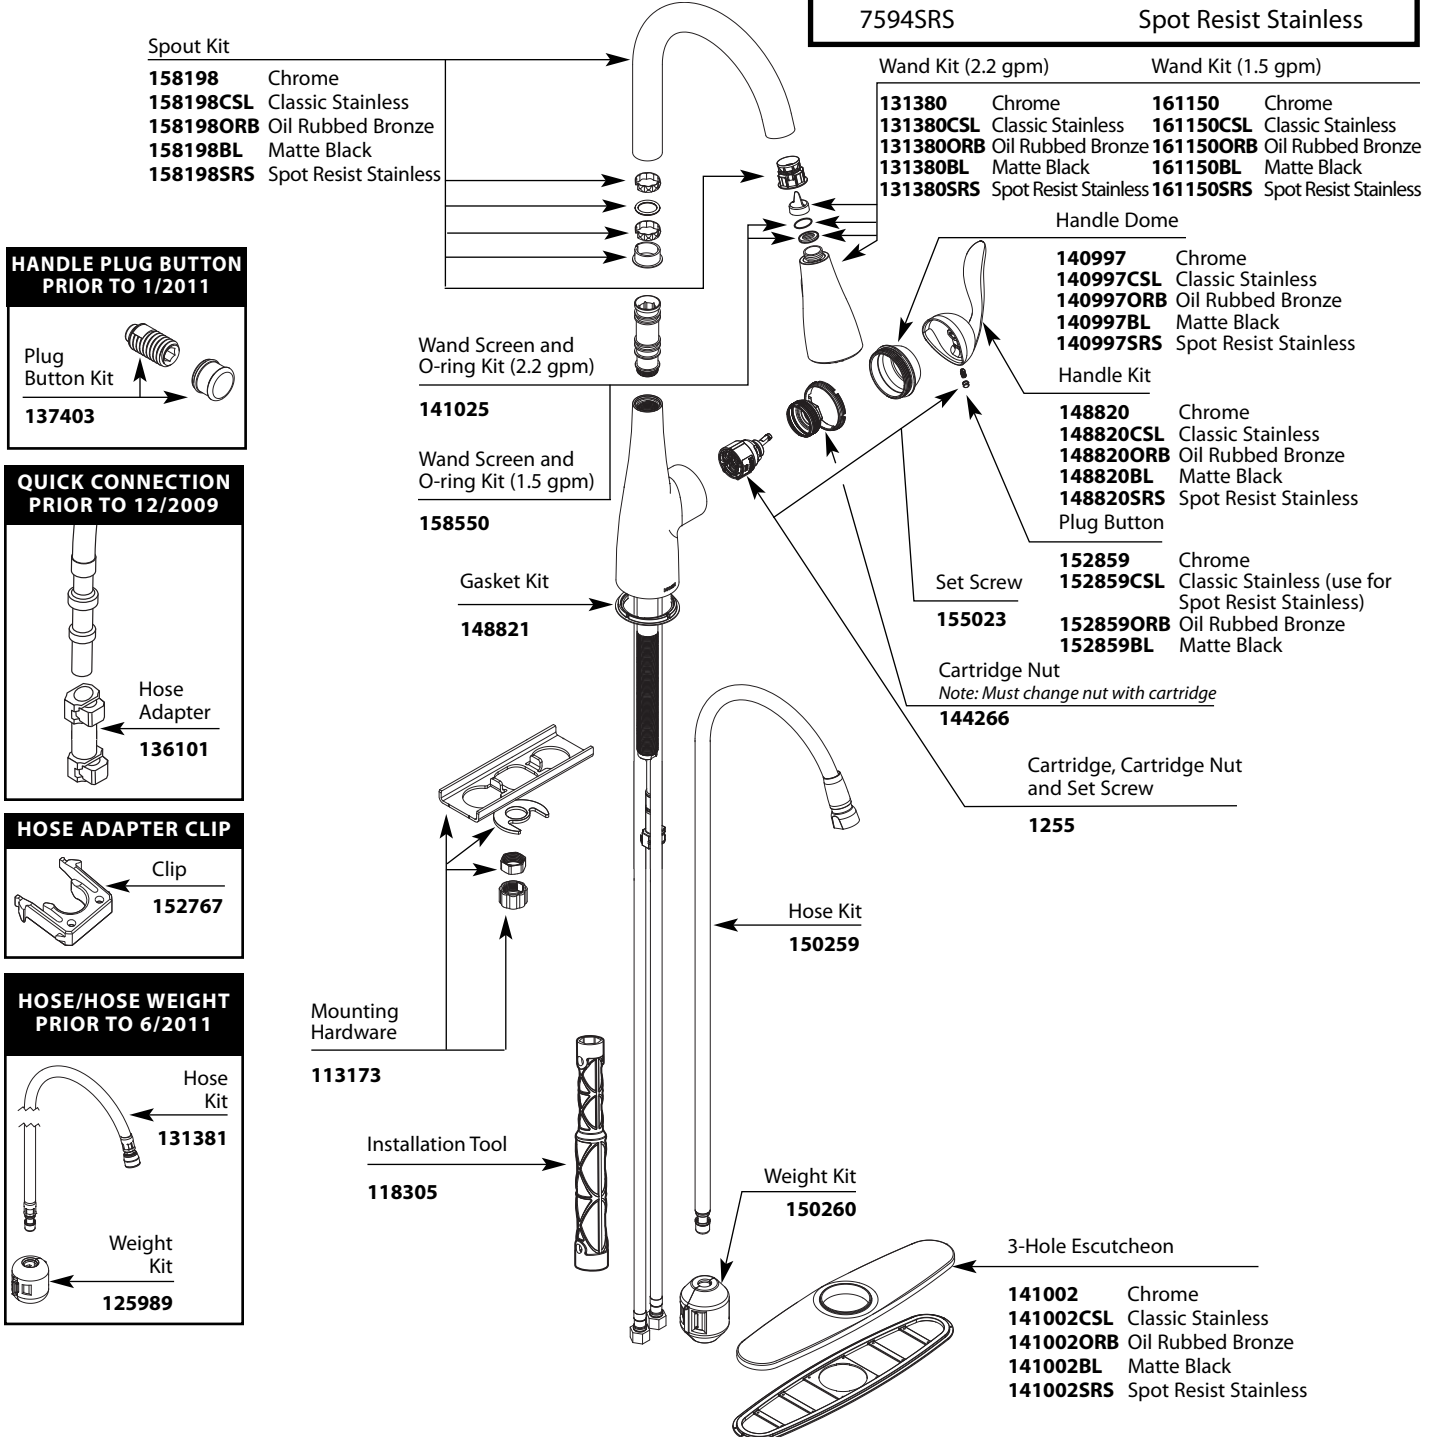 7594SRS Spot Resist Stainless
Spout Kit
158198 Chrome
158198CSL Classic Stainless
158198ORB Oil Rubbed Bronze
158198BL Matte Black
158198SRS Spot Resist Stainless
Wand Kit (2.2 gpm)
131380 Chrome
131380CSL Classic Stainless
131380ORB Oil Rubbed Bronze
131380BL Matte Black
131380SRS Spot Resist Stainless
Wand Kit (1.5 gpm)
161150 Chrome
161150CSL Classic Stainless
161150ORB Oil Rubbed Bronze
161150BL Matte Black
161150SRS Spot Resist Stainless
Handle Dome
140997 Chrome
140997CSL Classic Stainless
140997ORB Oil Rubbed Bronze
140997BL Matte Black
140997SRS Spot Resist Stainless
Handle Kit
148820 Chrome
148820CSL Classic Stainless
148820ORB Oil Rubbed Bronze
148820BL Matte Black
148820SRS Spot Resist Stainless
Plug Button
152859 Chrome
152859CSL Classic Stainless (use for
Spot Resist Stainless)
152859ORB Oil Rubbed Bronze
152859BL Matte Black
HANDLE PLUG BUTTON
PRIOR TO 1/2011
Plug
Button Kit
137403
QUICK CONNECTION
PRIOR TO 12/2009
Hose
Adapter
136101
HOSE ADAPTER CLIP
Clip
152767
HOSE/HOSE WEIGHT
PRIOR TO 6/2011
Hose
Kit
131381
Weight
Kit
125989
Wand Screen and
O-ring Kit (2.2 gpm)
141025
Wand Screen and
O-ring Kit (1.5 gpm)
158550
Gasket Kit
148821
Set Screw
155023
Cartridge Nut
Note: Must change nut with cartridge
144266
Cartridge, Cartridge Nut
and Set Screw
1255
Hose Kit
150259
Mounting
Hardware
113173
Installation Tool
118305
Weight Kit
150260
3-Hole Escutcheon
141002 Chrome
141002CSL Classic Stainless
141002ORB Oil Rubbed Bronze
141002BL Matte Black
141002SRS Spot Resist Stainless